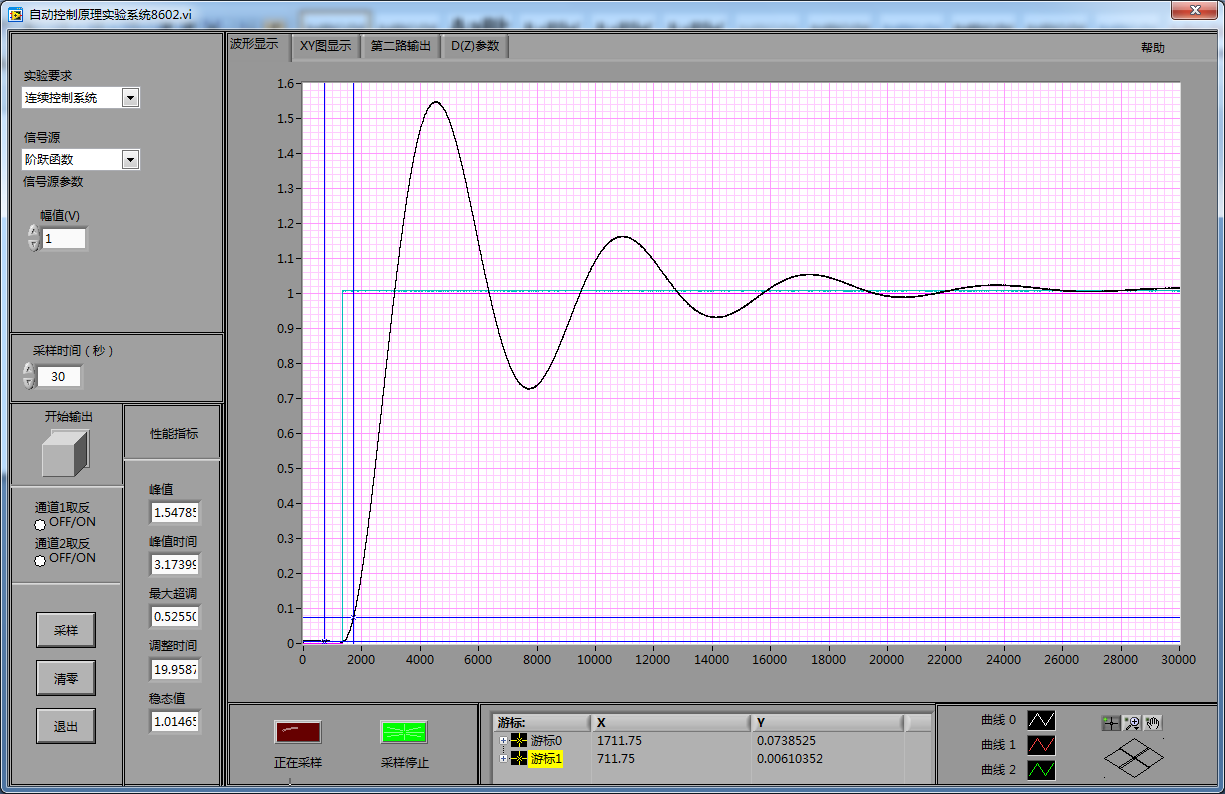 自动控制原理实验系统8602.vi
波形显示
XY图显示
第二路输出
D(Z)参数
帮助
实验要求
连续控制系统
信号源
阶跃函数
信号源参数
幅值(V)
1
采样时间(秒)
30
开始输出
通道1取反
OFF/ON
通道2取反
OFF/ON
采样
清零
退出
性能指标
峰值
1.5478
峰值时间
3.1739
最大超调
0.5255
调整时间
19.9587
稳态值
1.0146
1.6
1.5
1.4
1.3
1.2
1.1
1
0.9
0.8
0.7
0.6
0.5
0.4
0.3
0.2
0.1
0
0 2000 4000 6000 8000 10000 12000 14000 16000 18000 20000 22000 24000 26000 28000 30000
正在采样
采样停止
游标: X Y
游标0 1711.75 0.0738525
游标1 711.75 0.00610352
曲线 0
曲线 1
曲线 2